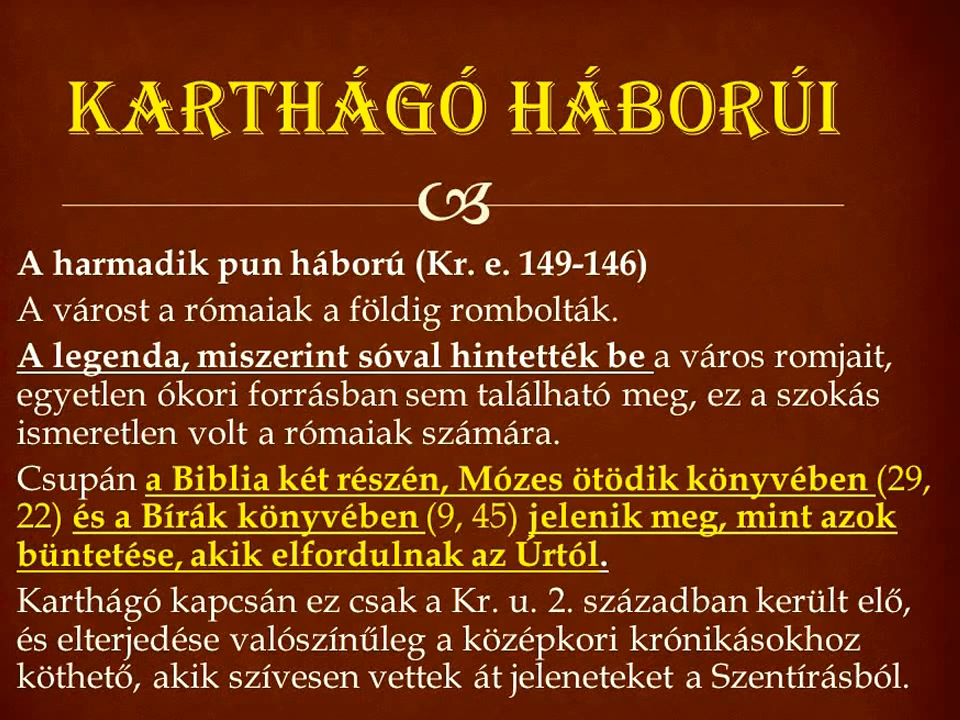 KARTHÁGÓ HÁBORÚI
A harmadik pun háború (Kr. e. 149-146)
A várost a rómaiak a földig rombolták.
A legenda, miszerint sóval hintették be a város romjait,
egyetlen ókori forrásban sem található meg, ez a szokás
ismeretlen volt a rómaiak számára.
Csupán a Biblia két részén, Mózes ötödik könyvében (29,
22) és a Bírák könyvében (9, 45) jelenik meg, mint azok
büntetése, akik elfordulnak az Úrtól.
Karthágó kapcsán ez csak a Kr. u. 2. században került elő,
és elterjedése valószínűleg a középkori krónikásokhoz
köthető, akik szívesen vettek át jeleneteket a Szentírásból.